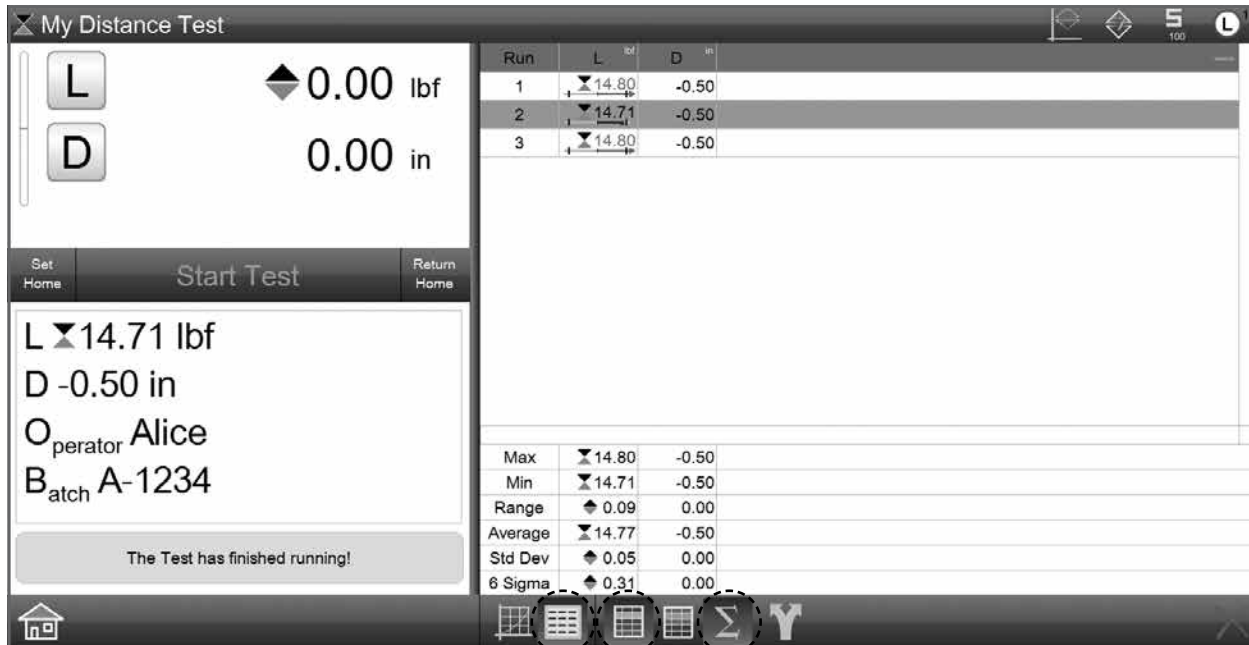 My Distance Test
5
100
L
L 0.00 lbf
D 0.00 in
Set Home
Start Test
Return Home
L 14.71 lbf
D -0.50 in
Operator Alice
Batch A-1234
The Test has finished running!
Run L lbf D in
1 14.80 -0.50
2 14.71 -0.50
3 14.80 -0.50
Max 14.80 -0.50
Min 14.71 -0.50
Range 0.09 0.00
Average 14.77 -0.50
Std Dev 0.05 0.00
6 Sigma 0.31 0.00
Σ